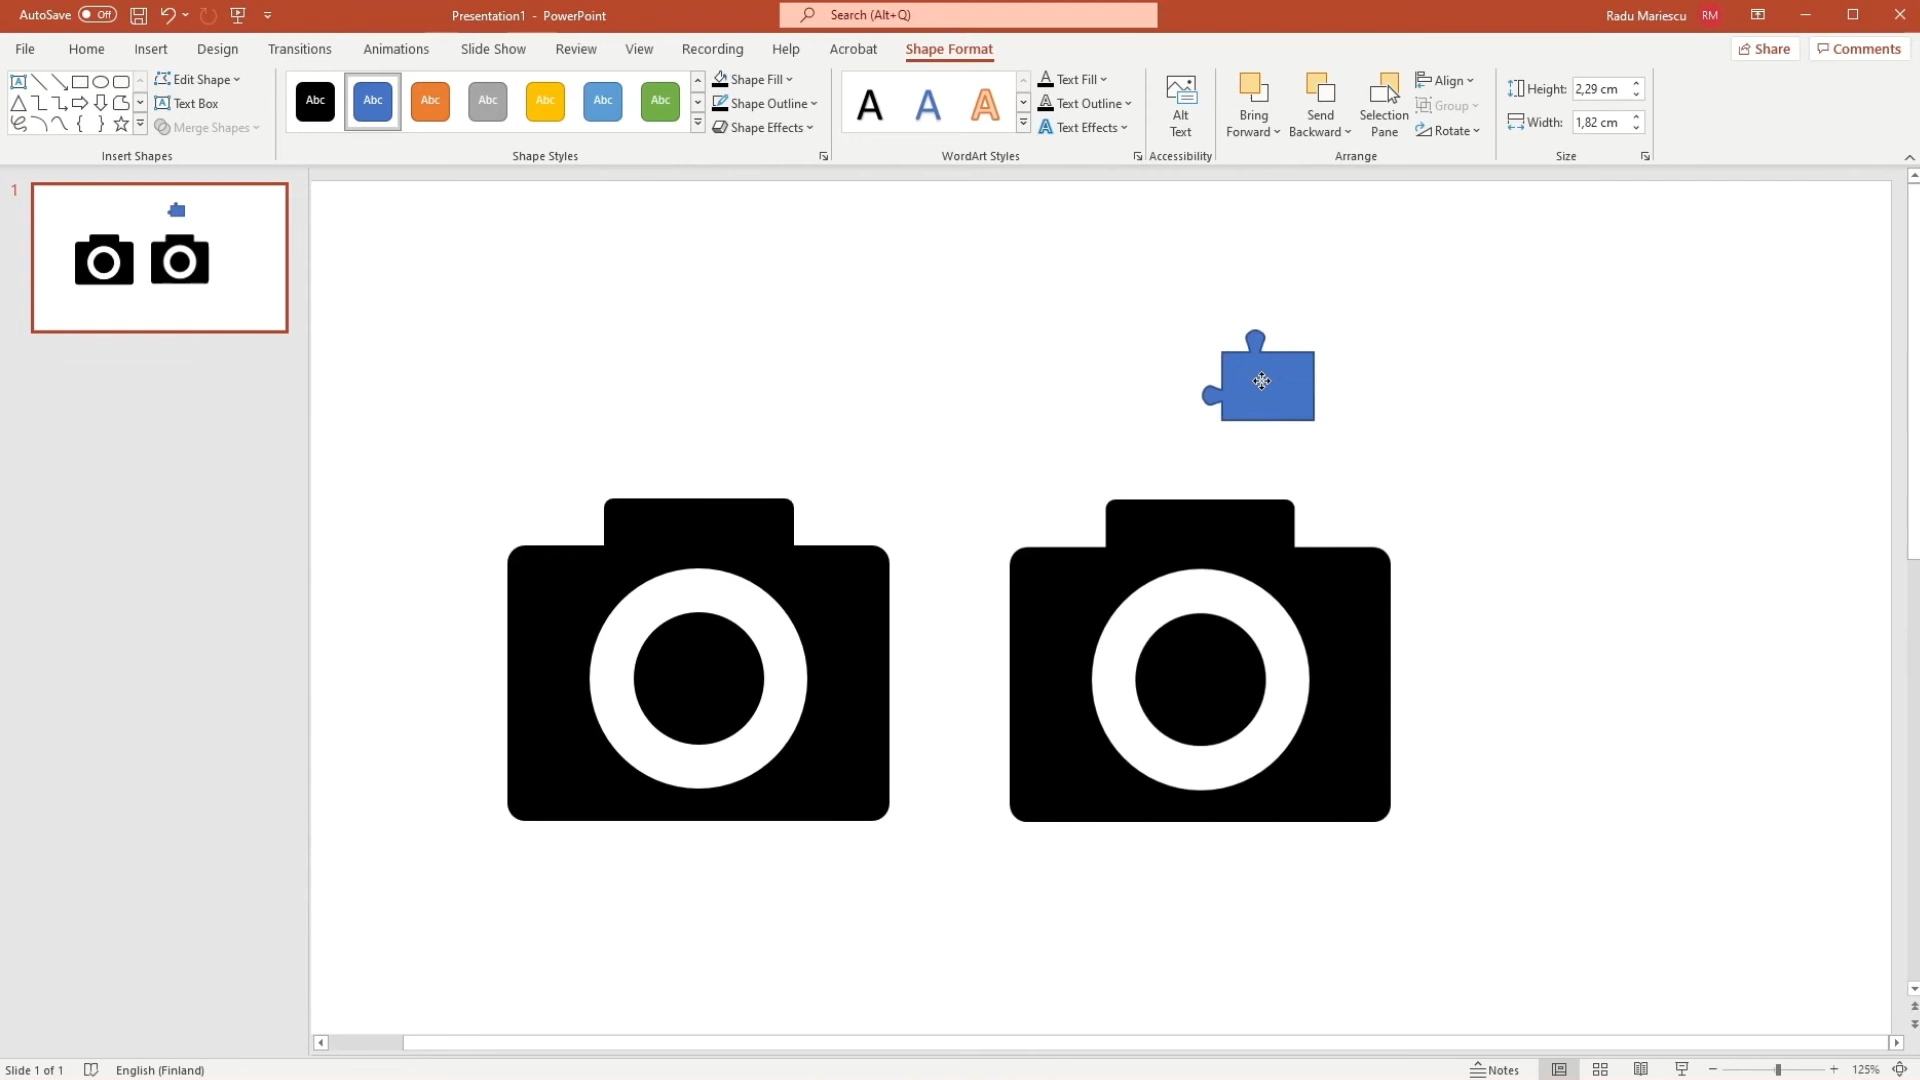 AutoSave Off
Presentation1 - PowerPoint
Search (Alt+Q)
Radu Mariescu RM
File Home Insert Design Transitions Animations Slide Show Review View Recording Help Acrobat Shape Format
Share Comments
Edit Shape
Text Box
Merge Shapes
Insert Shapes
Abc Abc Abc Abc Abc Abc Abc
Shape Fill
Shape Outline
Shape Effects
Shape Styles
A A A
Text Fill
Text Outline
Text Effects
WordArt Styles
Alt
Text
Accessibility
Bring
Forward
Send
Backward
Selection
Pane
Align
Group
Rotate
Arrange
Height: 2,29 cm
Width: 1,82 cm
Size
1
Slide 1 of 1
English (Finland)
Notes
125%